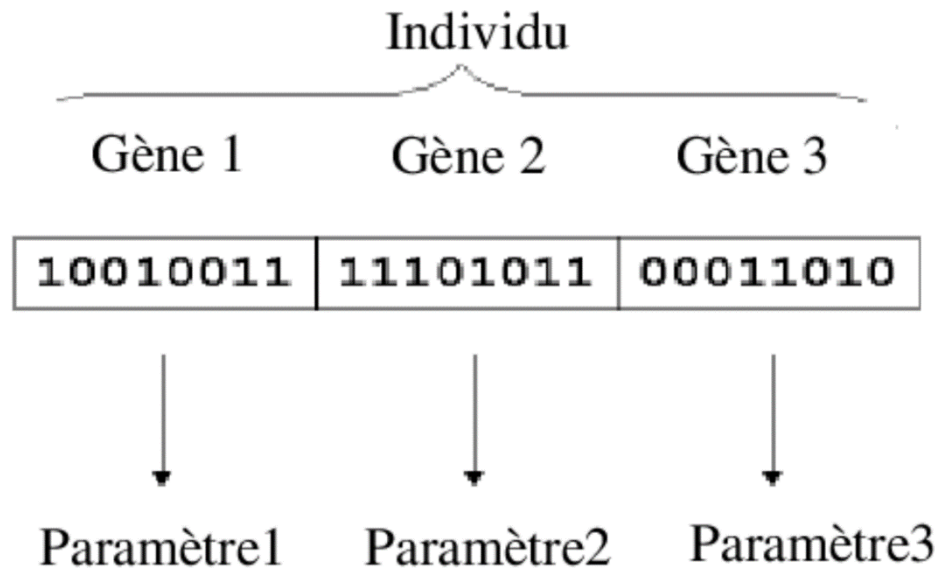 Individu
Gène 1 Gène 2 Gène 3
10010011 11101011 00011010
Paramètre1 Paramètre2 Paramètre3